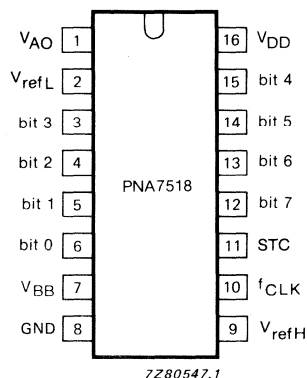 V_AO 1 16 V_DD
V_refL 2 15 bit 4
bit 3 3 14 bit 5
bit 2 4 13 bit 6
PNA7518
bit 1 5 12 bit 7
bit 0 6 11 STC
V_BB 7 10 f_CLK
GND 8 9 V_refH
7Z80547.1